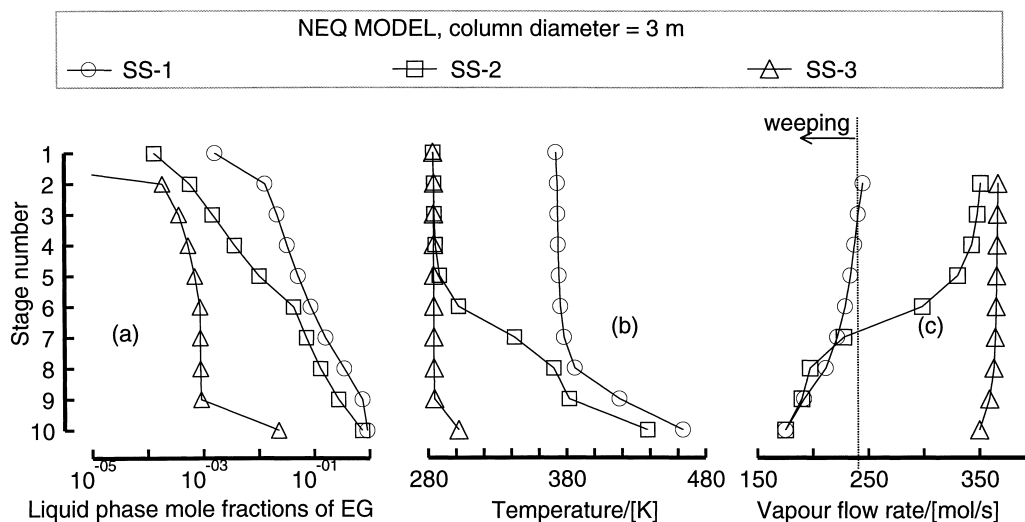 NEQ MODEL, column diameter = 3 m
SS-1 SS-2 SS-3
weeping
Stage number
1
2
3
4
5
6
7
8
9
10
(a) (b) (c)
10-05 10-03 10-01
280 380 480
150 250 350
Liquid phase mole fractions of EG
Temperature/[K]
Vapour flow rate/[mol/s]